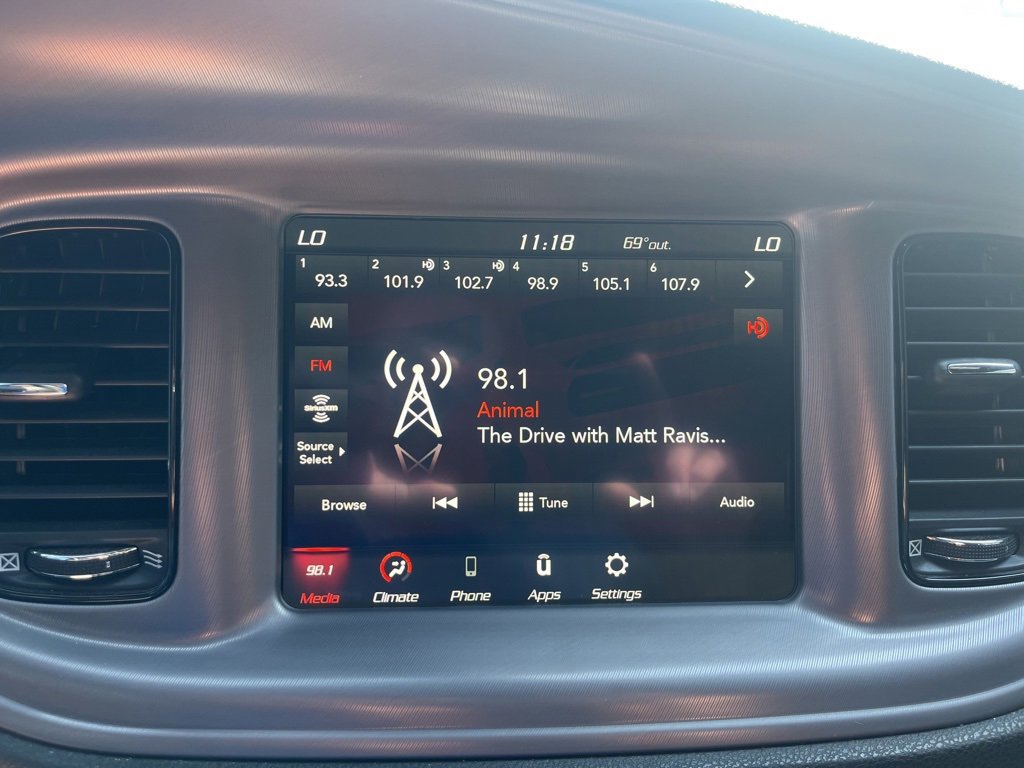 LO 11:18 69°out. LO
1 93.3 2 101.9 3 102.7 4 98.9 5 105.1 6 107.9
AM
FM
SiriusXM
Source
Select
98.1
Animal
The Drive with Matt Ravis...
Browse Tune Audio
98.1
Media Climate Phone Apps Settings